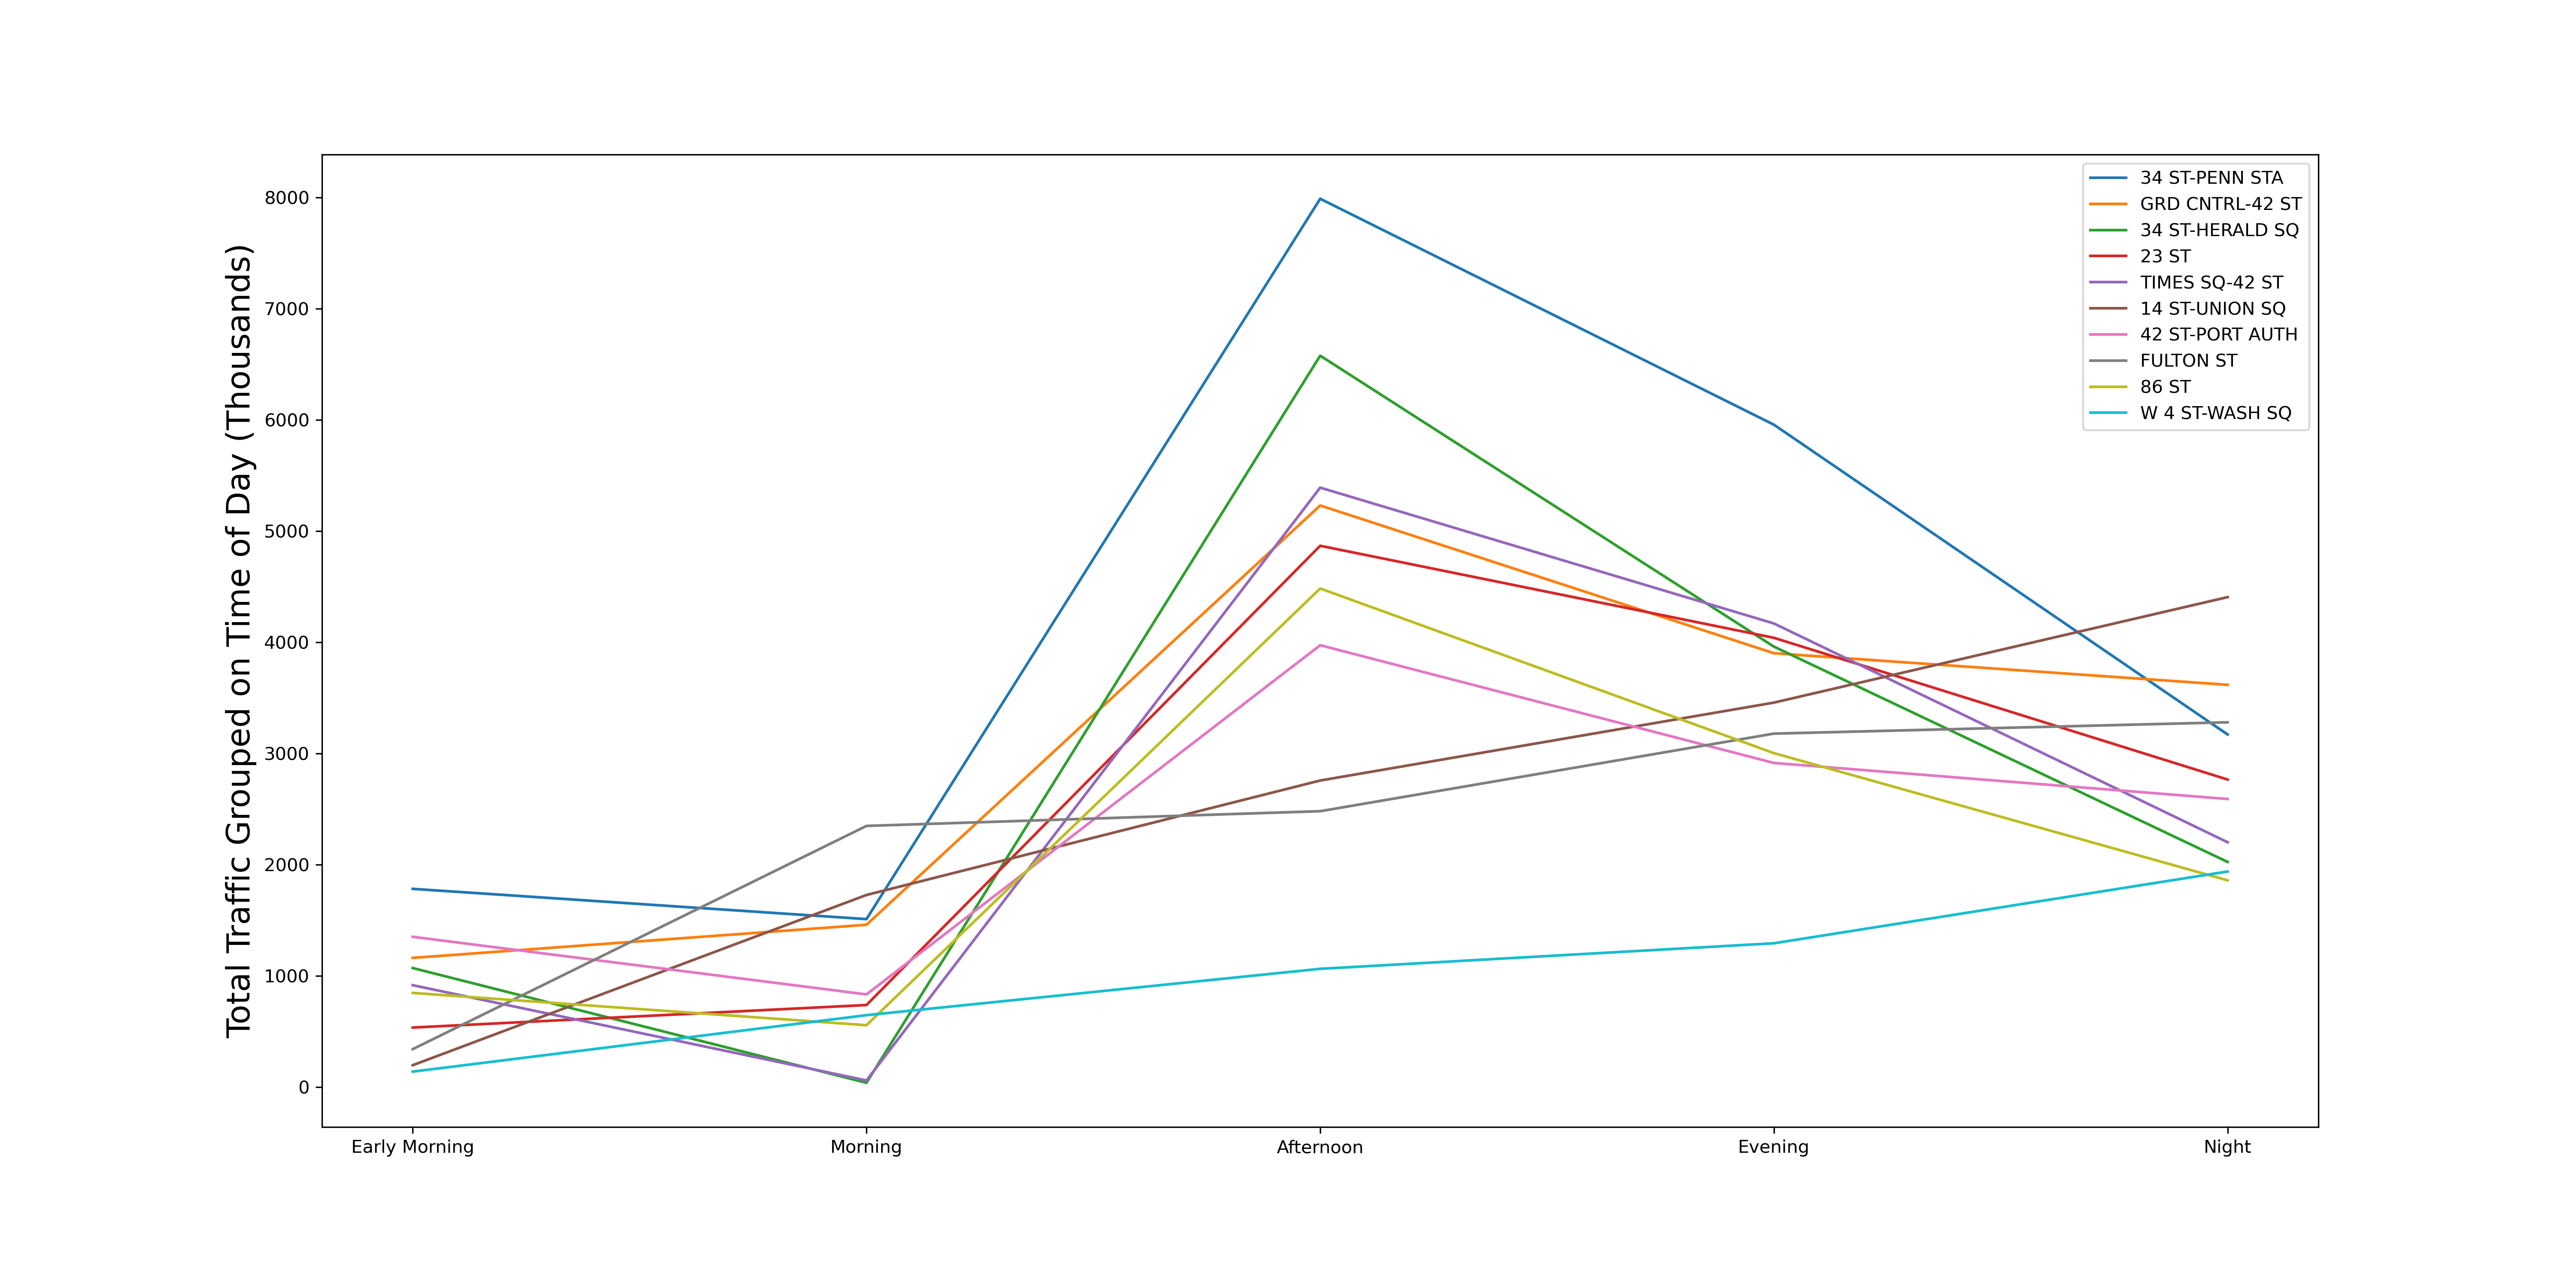 Total Traffic Grouped on Time of Day (Thousands)
8000
7000
6000
5000
4000
3000
2000
1000
0
Early Morning Morning Afternoon Evening Night
34 ST-PENN STA
GRD CNTRL-42 ST
34 ST-HERALD SQ
23 ST
TIMES SQ-42 ST
14 ST-UNION SQ
42 ST-PORT AUTH
FULTON ST
86 ST
W 4 ST-WASH SQ